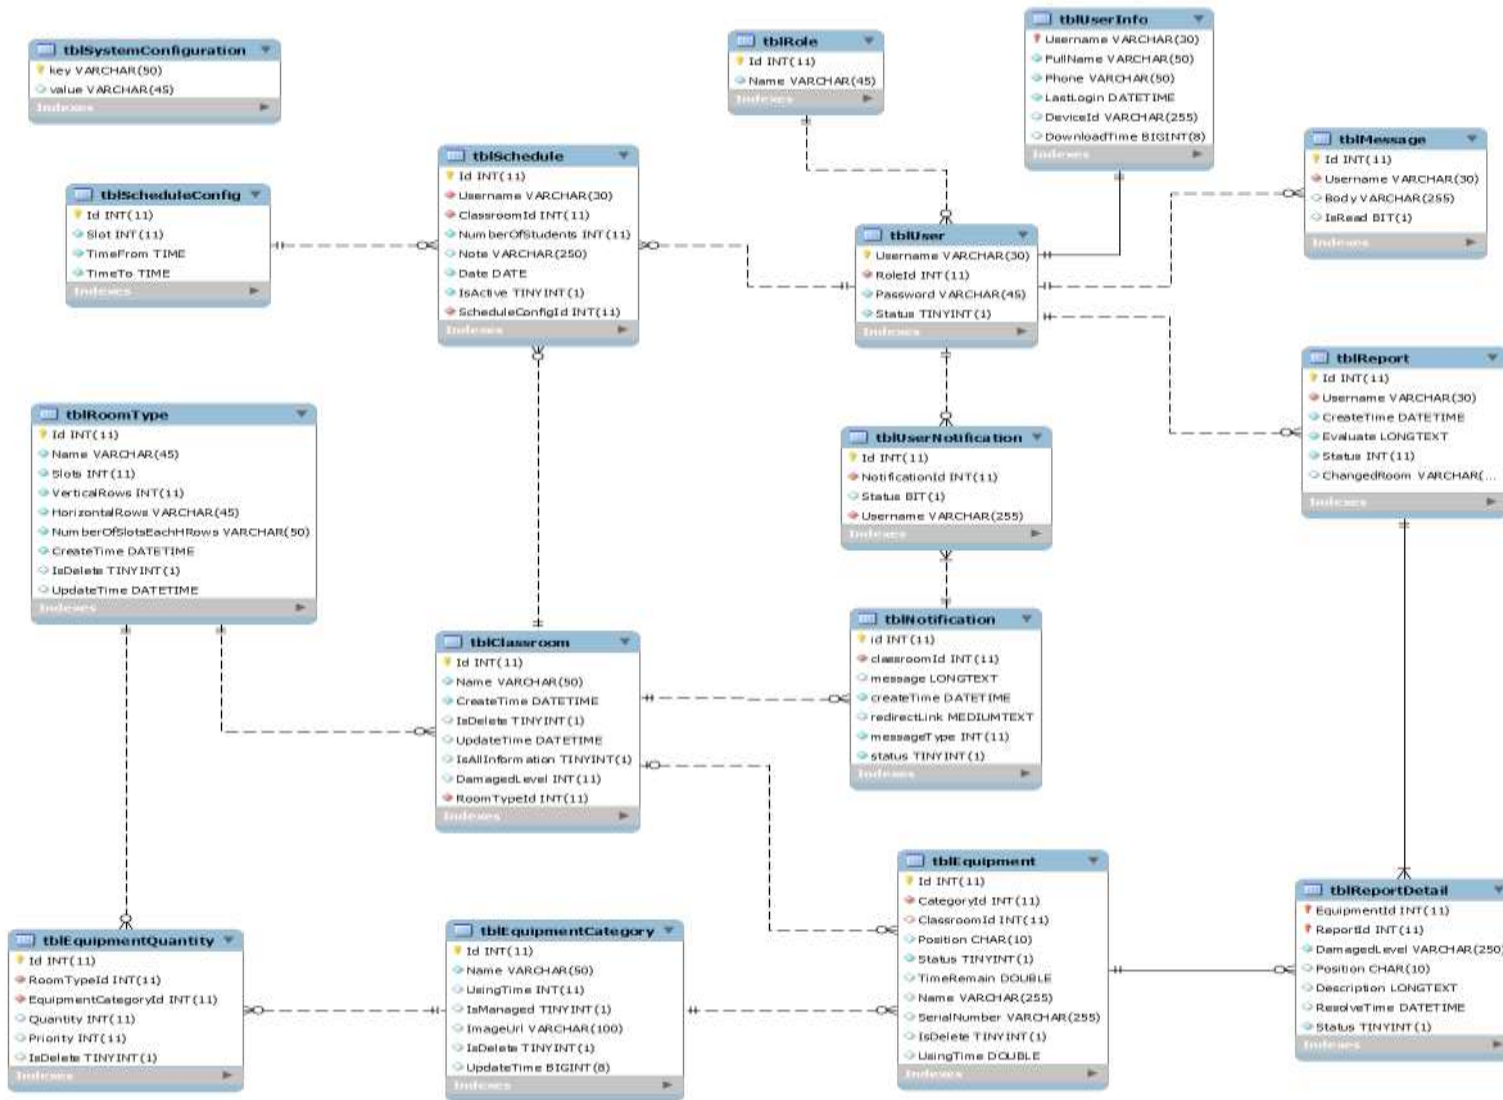 tblSystemConfiguration
key VARCHAR(50)
value VARCHAR(45)
Indexes
tblRole
Id INT(11)
Name VARCHAR(45)
Indexes
tblUserInfo
Username VARCHAR(30)
FullName VARCHAR(50)
Phone VARCHAR(50)
LastLogin DATETIME
DeviceId VARCHAR(255)
DownloadTime BIGINT(8)
Indexes
tblMessage
Id INT(11)
Username VARCHAR(30)
Body VARCHAR(255)
IsRead BIT(1)
Indexes
tblScheduleConfig
Id INT(11)
Slot INT(11)
TimeFrom TIME
TimeTo TIME
Indexes
tblSchedule
Id INT(11)
Username VARCHAR(30)
ClassroomId INT(11)
NumberOfStudents INT(11)
Note VARCHAR(250)
Date DATE
IsActive TINYINT(1)
ScheduleConfigId INT(11)
Indexes
tblUser
Username VARCHAR(30)
RoleId INT(11)
Password VARCHAR(45)
Status TINYINT(1)
Indexes
tblReport
Id INT(11)
Username VARCHAR(30)
CreateTime DATETIME
Evaluate LONGTEXT
Status INT(11)
ChangedRoom VARCHAR(...
Indexes
tblRoomType
Id INT(11)
Name VARCHAR(45)
Slots INT(11)
VerticalRows INT(11)
HorizontalRows VARCHAR(45)
NumberOfSlotsEachHRows VARCHAR(50)
CreateTime DATETIME
IsDelete TINYINT(1)
UpdateTime DATETIME
Indexes
tblUserNotification
Id INT(11)
NotificationId INT(11)
Status BIT(1)
Username VARCHAR(255)
Indexes
tblClassroom
Id INT(11)
Name VARCHAR(50)
CreateTime DATETIME
IsDelete TINYINT(1)
UpdateTime DATETIME
IsAllInformation TINYINT(1)
DamagedLevel INT(11)
RoomTypeId INT(11)
Indexes
tblNotification
id INT(11)
classroomId INT(11)
message LONGTEXT
createTime DATETIME
redirectLink MEDIUMTEXT
messageType INT(11)
status TINYINT(1)
Indexes
tblEquipmentQuantity
Id INT(11)
RoomTypeId INT(11)
EquipmentCategoryId INT(11)
Quantity INT(11)
Priority INT(11)
IsDelete TINYINT(1)
Indexes
tblEquipmentCategory
Id INT(11)
Name VARCHAR(50)
UsingTime INT(11)
IsManaged TINYINT(1)
ImageUrl VARCHAR(100)
IsDelete TINYINT(1)
UpdateTime BIGINT(8)
Indexes
tblEquipment
Id INT(11)
CategoryId INT(11)
ClassroomId INT(11)
Position CHAR(10)
Status TINYINT(1)
TimeRemain DOUBLE
Name VARCHAR(255)
SerialNumber VARCHAR(255)
IsDelete TINYINT(1)
UsingTime DOUBLE
Indexes
tblReportDetail
EquipmentId INT(11)
ReportId INT(11)
DamagedLevel VARCHAR(250)
Position CHAR(10)
Description LONGTEXT
ResolveTime DATETIME
Status TINYINT(1)
Indexes